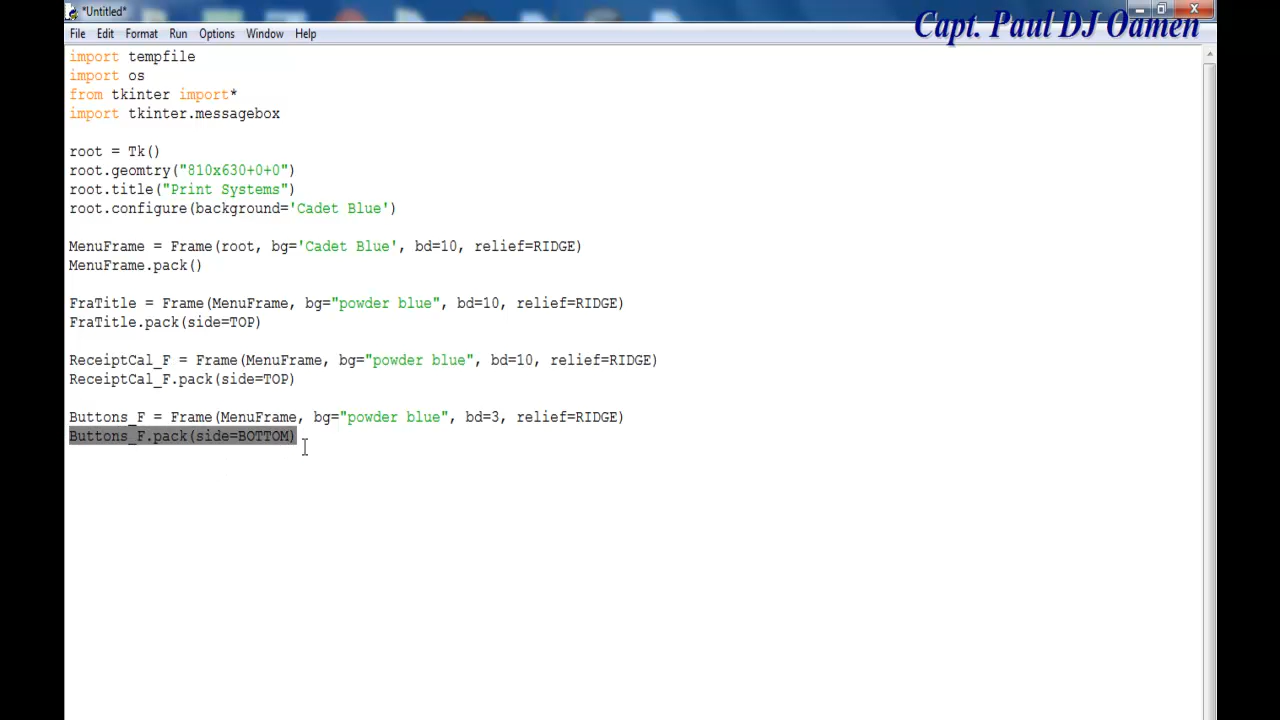 *Untitled*
Capt. Paul DJ Oamen
File Edit Format Run Options Window Help
import tempfile
import os
from tkinter import*
import tkinter.messagebox
root = Tk()
root.geomtry("810x630+0+0")
root.title("Print Systems")
root.configure(background='Cadet Blue')
MenuFrame = Frame(root, bg='Cadet Blue', bd=10, relief=RIDGE)
MenuFrame.pack()
FraTitle = Frame(MenuFrame, bg="powder blue", bd=10, relief=RIDGE)
FraTitle.pack(side=TOP)
ReceiptCal_F = Frame(MenuFrame, bg="powder blue", bd=10, relief=RIDGE)
ReceiptCal_F.pack(side=TOP)
Buttons_F = Frame(MenuFrame, bg="powder blue", bd=3, relief=RIDGE)
Buttons_F.pack(side=BOTTOM)